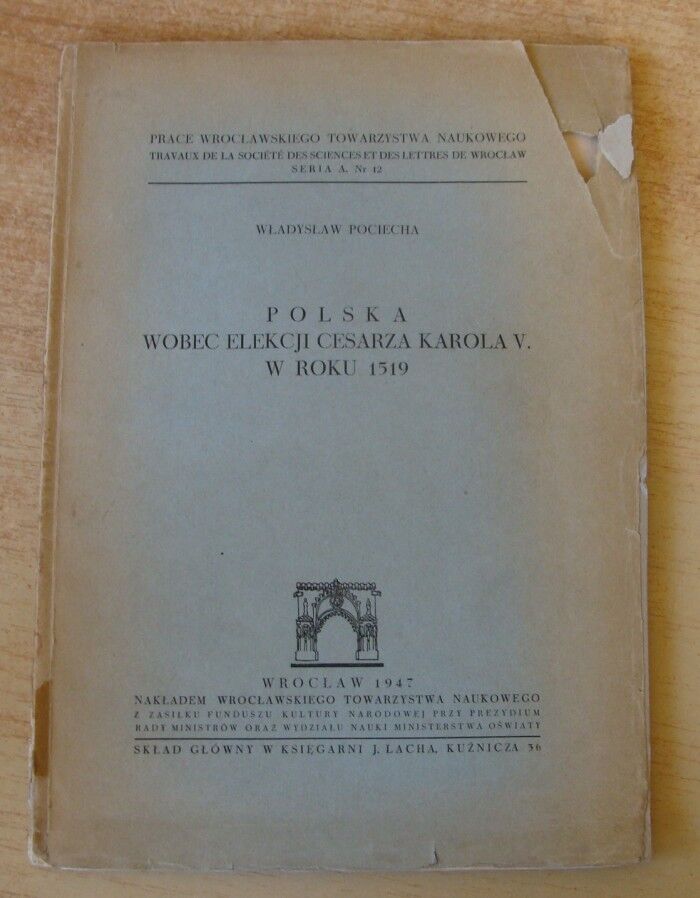 PRACE WROCŁAWSKIEGO TOWARZYSTWA NAUKOWEGO
TRAVAUX DE LA SOCIÉTÉ DES SCIENCES ET DES LETTRES DE WROCŁAW
SERIA A. Nr 12
WŁADYSŁAW POCIECHA
POLSKA
WOBEC ELEKCJI CESARZA KAROLA V.
W ROKU 1519
WROCŁAW 1947
NAKŁADEM WROCŁAWSKIEGO TOWARZYSTWA NAUKOWEGO
Z ZASIŁKU FUNDUSZU KULTURY NARODOWEJ PRZY PREZYDIUM
RADY MINISTRÓW ORAZ WYDZIAŁU NAUKI MINISTERSTWA OŚWIATY
SKŁAD GŁÓWNY W KSIĘGARNI J. LACHA, KUŹNICZA 36